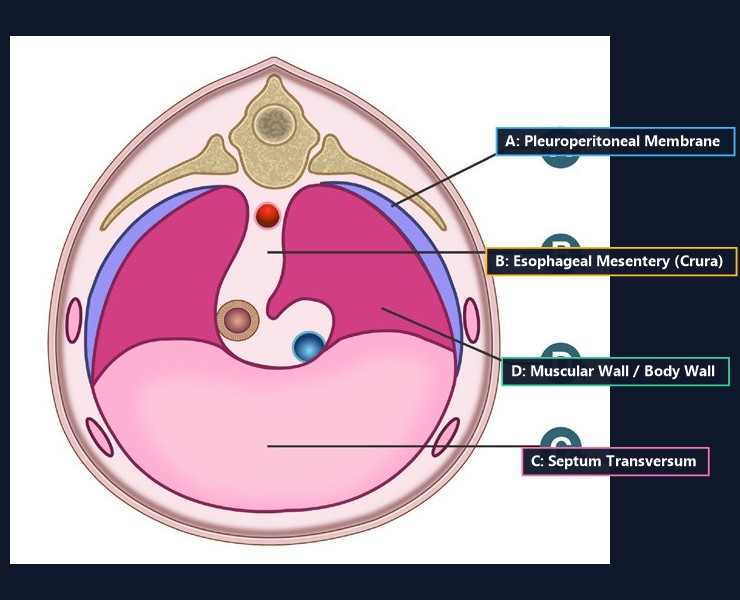 A: Pleuroperitoneal Membrane
B: Esophageal Mesentery (Crura)
D: Muscular Wall / Body Wall
C: Septum Transversum